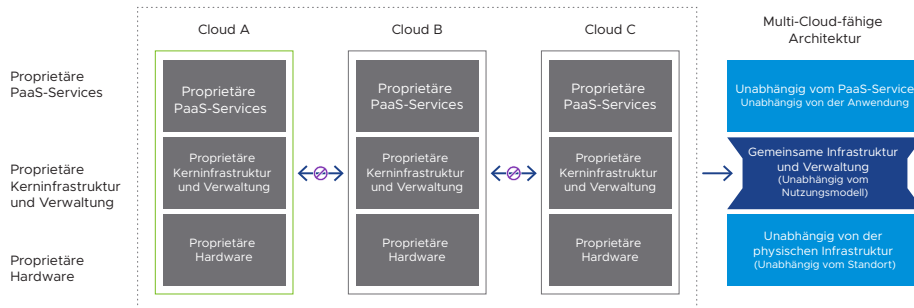 Cloud A
Cloud B
Cloud C
Multi-Cloud-fähige
Architektur
Proprietäre
PaaS-Services
Proprietäre
PaaS-Services
Proprietäre
PaaS-Services
Proprietäre
PaaS-Services
Unabhängig vom PaaS-Service
Unabhängig von der Anwendung
Proprietäre
Kerninfrastruktur
und Verwaltung
Proprietäre
Kerninfrastruktur
und Verwaltung
Proprietäre
Kerninfrastruktur
und Verwaltung
Proprietäre
Kerninfrastruktur
und Verwaltung
Gemeinsame Infrastruktur
und Verwaltung
(Unabhängig vom
Nutzungsmodell)
Proprietäre
Hardware
Proprietäre
Hardware
Proprietäre
Hardware
Proprietäre
Hardware
Unabhängig von der
physischen Infrastruktur
(Unabhängig vom Standort)